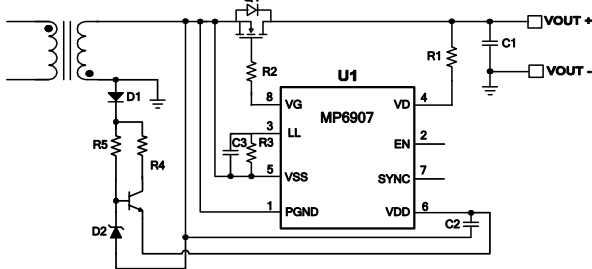 VOUT +
C1
R1
VOUT -
R2
U1
D1
8 VG
VD 4
MP6907
3 LL
R5
R4
C3
R3
EN 2
5 VSS
SYNC 7
1 PGND
VDD 6
D2
C2